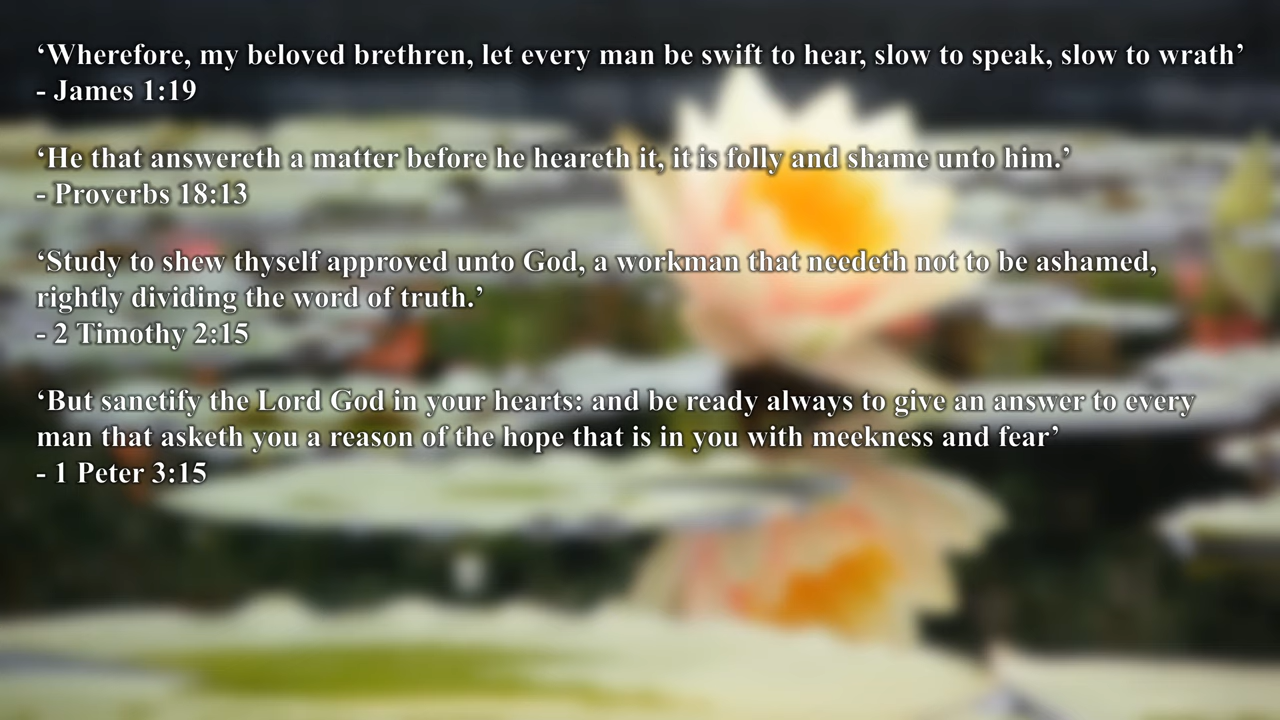 ‘Wherefore, my beloved brethren, let every man be swift to hear, slow to speak, slow to wrath’
- James 1:19
‘He that answereth a matter before he heareth it, it is folly and shame unto him.’
- Proverbs 18:13
‘Study to shew thyself approved unto God, a workman that needeth not to be ashamed,
rightly dividing the word of truth.’
- 2 Timothy 2:15
‘But sanctify the Lord God in your hearts: and be ready always to give an answer to every
man that asketh you a reason of the hope that is in you with meekness and fear’
- 1 Peter 3:15